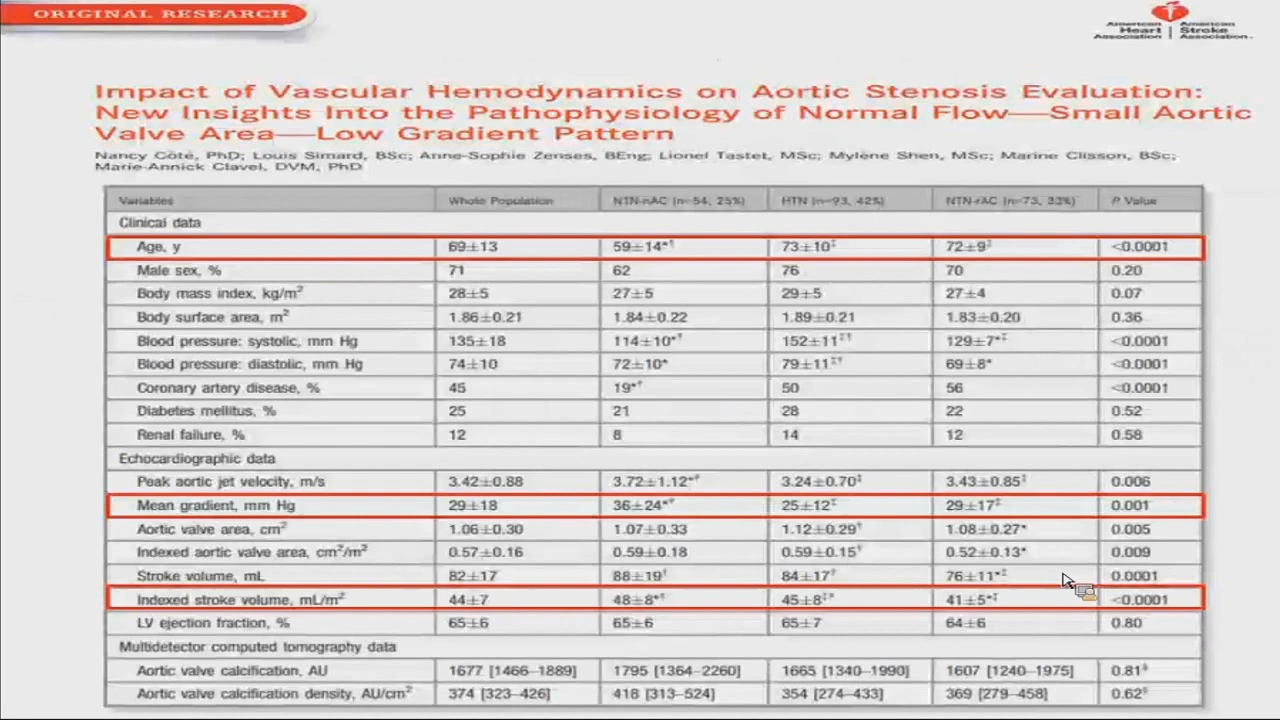 ORIGINAL RESEARCH
American Heart Association
American Stroke Association.
Impact of Vascular Hemodynamics on Aortic Stenosis Evaluation:
New Insights Into the Pathophysiology of Normal Flow—Small Aortic
Valve Area—Low Gradient Pattern
Nancy Côté, PhD; Louis Simard, BSc; Anne-Sophie Zenses, BEng; Lionel Tastet, MSc; Mylène Shen, MSc; Marine Clisson, BSc;
Marie-Annick Clavel, DVM, PhD
Variables Whole Population NTN-nAC (n=54, 25%) HTN (n=93, 42%) NTN-rAC (n=73, 33%) P Value
Clinical data
Age, y 69±13 59±14*† 73±10‡ 72±9‡ <0.0001
Male sex, % 71 62 76 70 0.20
Body mass index, kg/m² 28±5 27±5 29±5 27±4 0.07
Body surface area, m² 1.86±0.21 1.84±0.22 1.89±0.21 1.83±0.20 0.36
Blood pressure: systolic, mm Hg 135±18 114±10*† 152±11‡† 129±7*‡ <0.0001
Blood pressure: diastolic, mm Hg 74±10 72±10* 79±11‡† 69±8* <0.0001
Coronary artery disease, % 45 19*† 50 56 <0.0001
Diabetes mellitus, % 25 21 28 22 0.52
Renal failure, % 12 8 14 12 0.58
Echocardiographic data
Peak aortic jet velocity, m/s 3.42±0.88 3.72±1.12*† 3.24±0.70‡ 3.43±0.85‡ 0.006
Mean gradient, mm Hg 29±18 36±24*† 25±12‡ 29±17‡ 0.001
Aortic valve area, cm² 1.06±0.30 1.07±0.33 1.12±0.29† 1.08±0.27* 0.005
Indexed aortic valve area, cm²/m² 0.57±0.16 0.59±0.18 0.59±0.15† 0.52±0.13* 0.009
Stroke volume, mL 82±17 88±19† 84±17† 76±11*‡ 0.0001
Indexed stroke volume, mL/m² 44±7 48±8*† 45±8‡† 41±5*‡ <0.0001
LV ejection fraction, % 65±6 65±6 65±7 64±6 0.80
Multidetector computed tomography data
Aortic valve calcification, AU 1677 [1466–1889] 1795 [1364–2260] 1665 [1340–1990] 1607 [1240–1975] 0.81§
Aortic valve calcification density, AU/cm² 374 [323–426] 418 [313–524] 354 [274–433] 369 [279–458] 0.62§